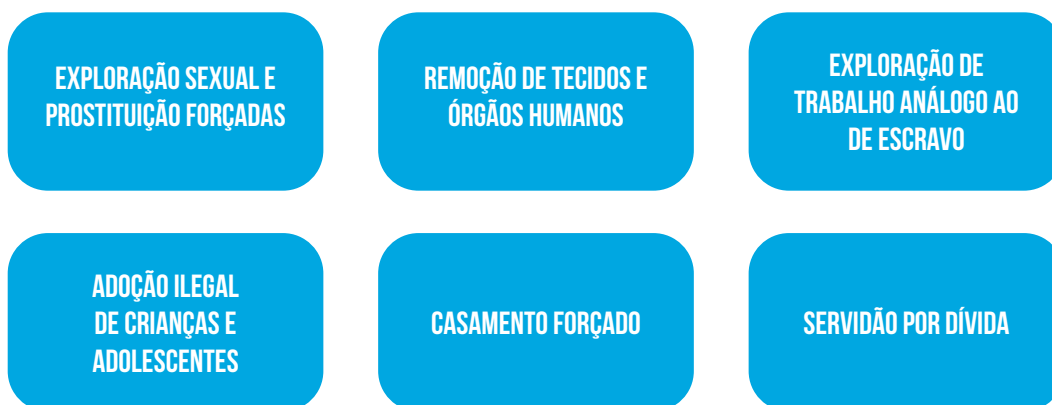 EXPLORAÇÃO SEXUAL E
PROSTITUIÇÃO FORÇADAS
REMOÇÃO DE TECIDOS E
ÓRGÃOS HUMANOS
EXPLORAÇÃO DE
TRABALHO ANÁLOGO AO
DE ESCRAVO
ADOÇÃO ILEGAL
DE CRIANÇAS E
ADOLESCENTES
CASAMENTO FORÇADO
SERVIDÃO POR DÍVIDA